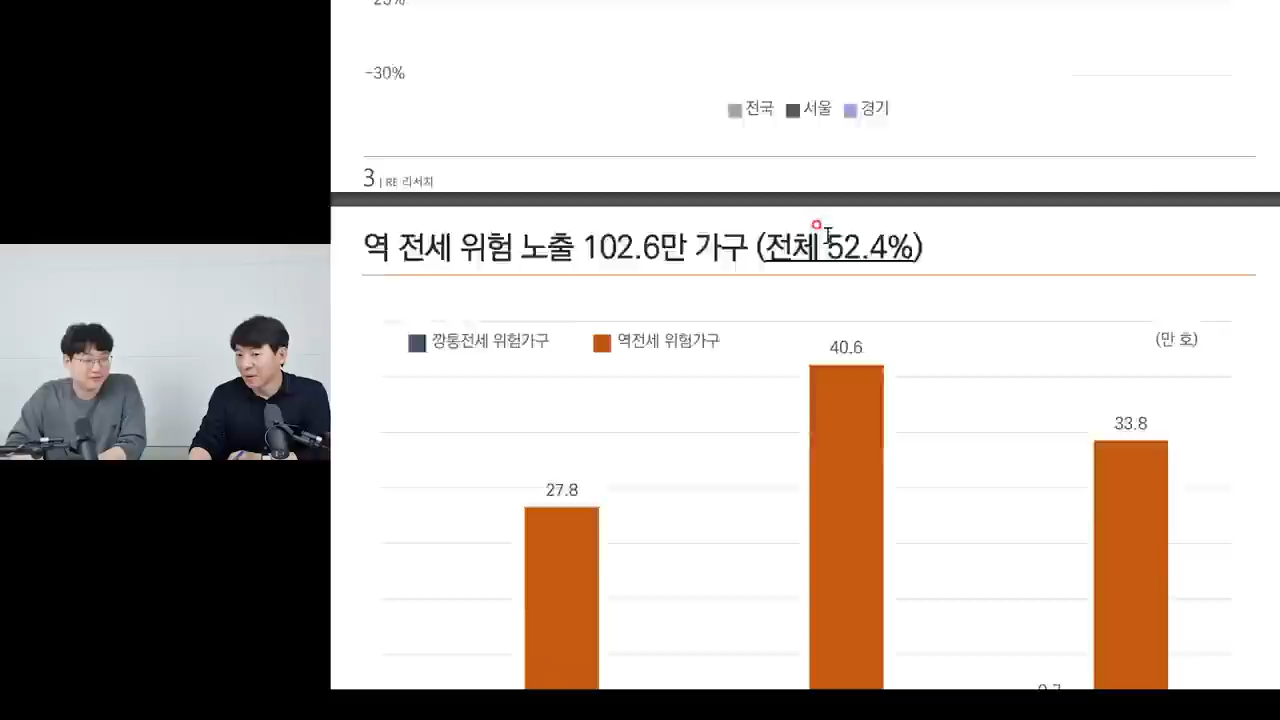 -30%
전국 서울 경기
3 | RE 리서치
역 전세 위험 노출 102.6만 가구 (전체 52.4%)
깡통전세 위험가구 역전세 위험가구
(만 호)
40.6
33.8
27.8